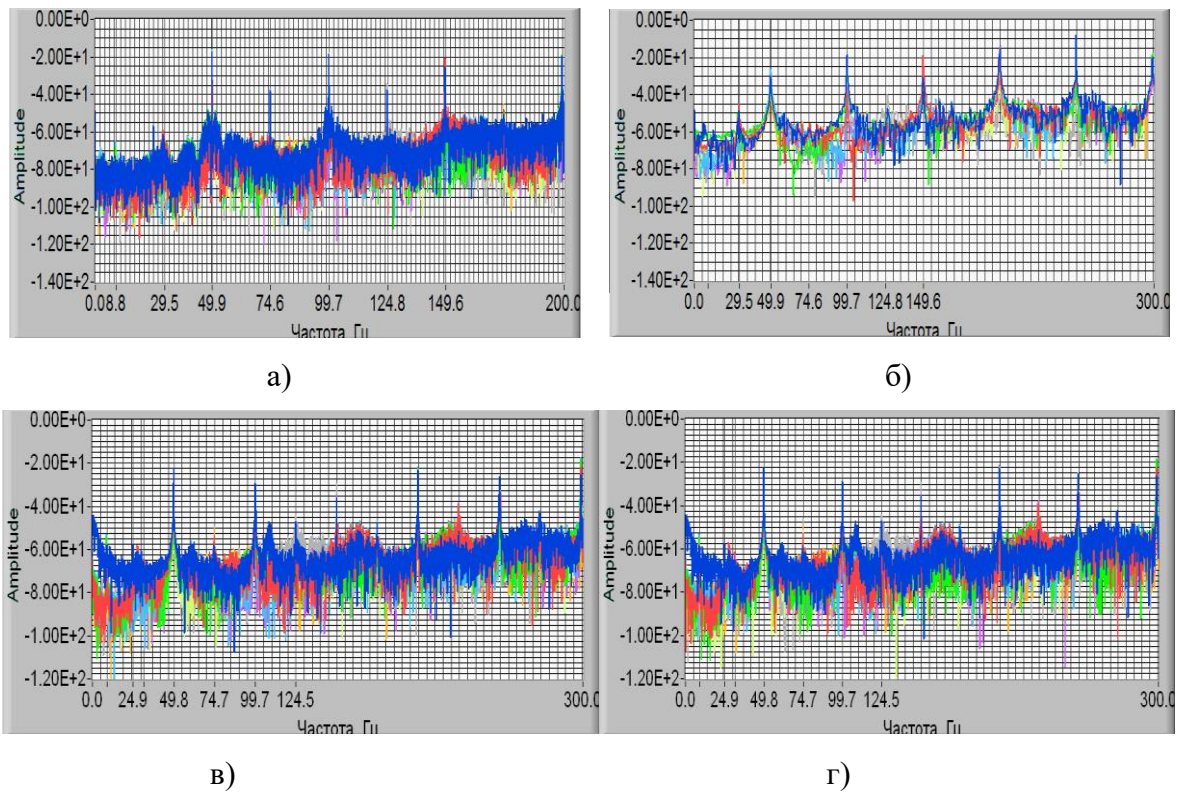 0.00E+0
-2.00E+1
-4.00E+1
-6.00E+1
-8.00E+1
-1.00E+2
-1.20E+2
-1.40E+2
Amplitude
0.0 8.8 29.5 49.9 74.6 99.7 124.8 149.6 200.0
Частота, Гц
а)
0.00E+0
-2.00E+1
-4.00E+1
-6.00E+1
-8.00E+1
-1.00E+2
-1.20E+2
-1.40E+2
Amplitude
0.0 29.5 49.9 74.6 99.7 124.8 149.6 300.0
Частота, Гц
б)
0.00E+0
-2.00E+1
-4.00E+1
-6.00E+1
-8.00E+1
-1.00E+2
-1.20E+2
Amplitude
0.0 24.9 49.8 74.7 99.7 124.5 300.0
Частота, Гц
в)
0.00E+0
-2.00E+1
-4.00E+1
-6.00E+1
-8.00E+1
-1.00E+2
-1.20E+2
Amplitude
0.0 24.9 49.6 74.7 99.7 124.5 300.0
Частота, Гц
г)